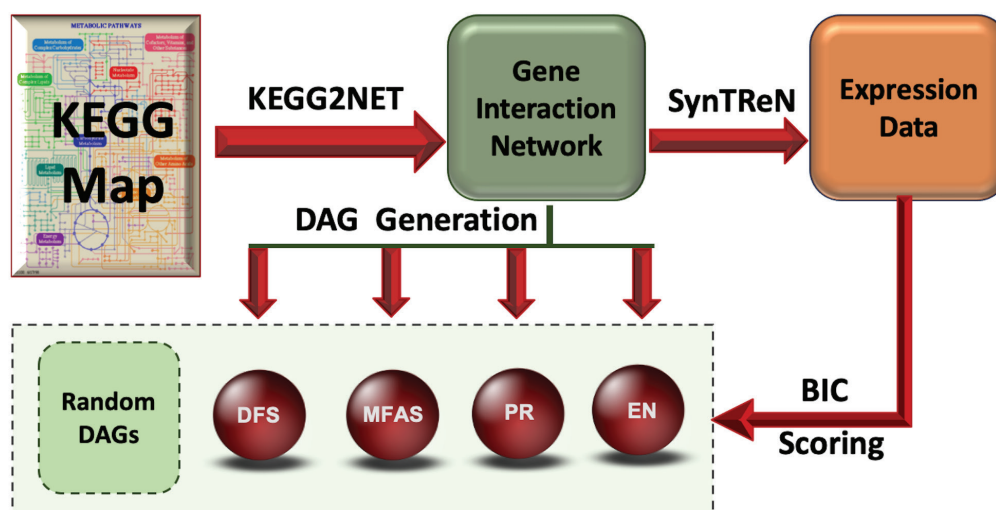 METABOLIC PATHWAYS
KEGG
Map
KEGG2NET
Gene
Interaction
Network
SynTReN
Expression
Data
DAG Generation
Random
DAGs
DFS
MFAS
PR
EN
BIC
Scoring